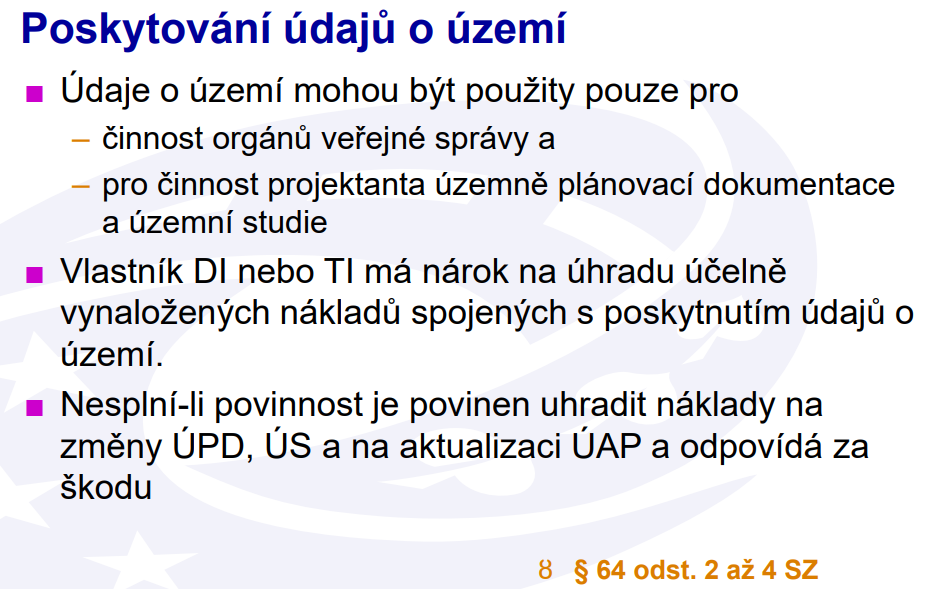 Poskytování údajů o území
Údaje o území mohou být použity pouze pro
– činnost orgánů veřejné správy a
– pro činnost projektanta územně plánovací dokumentace
a územní studie
Vlastník DI nebo TI má nárok na úhradu účelně
vynaložených nákladů spojených s poskytnutím údajů o
území.
Nesplní-li povinnost je povinen uhradit náklady na
změny ÚPD, ÚS a na aktualizaci ÚAP a odpovídá za
škodu
8 § 64 odst. 2 až 4 SZ